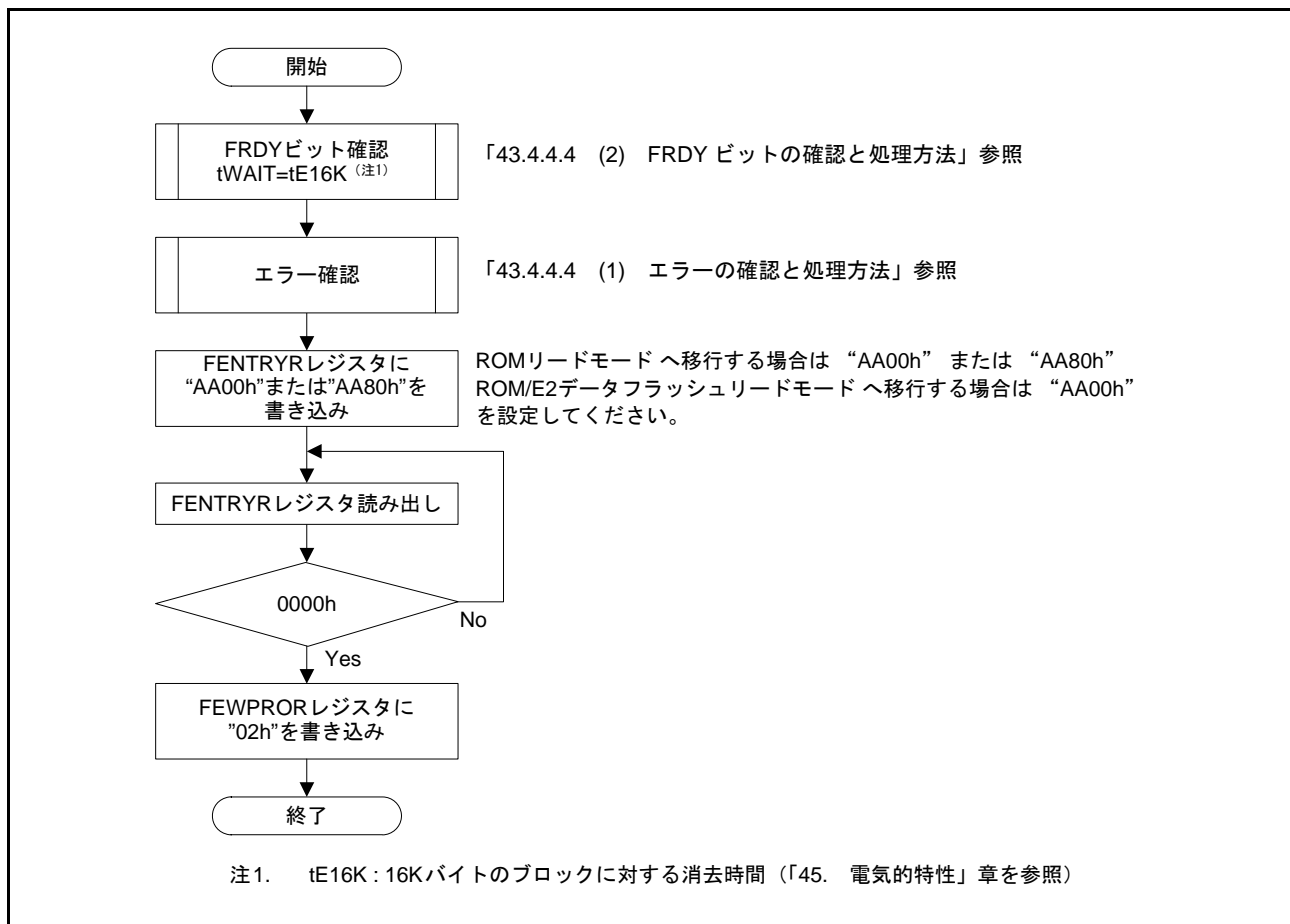 開始
FRDYビット確認
tWAIT=tE16K（注1）
「43.4.4.4 (2) FRDY ビットの確認と処理方法」参照
エラー確認
「43.4.4.4 (1) エラーの確認と処理方法」参照
FENTRYRレジスタに
“AA00h”または”AA80h”を
書き込み
ROMリードモード へ移行する場合は “AA00h” または “AA80h”
ROM/E2データフラッシュリードモード へ移行する場合は “AA00h”
を設定してください。
FENTRYRレジスタ読み出し
0000h
No
Yes
FEWPRORレジスタに
”02h”を書き込み
終了
注1. tE16K : 16Kバイトのブロックに対する消去時間（「45. 電気的特性」章を参照）